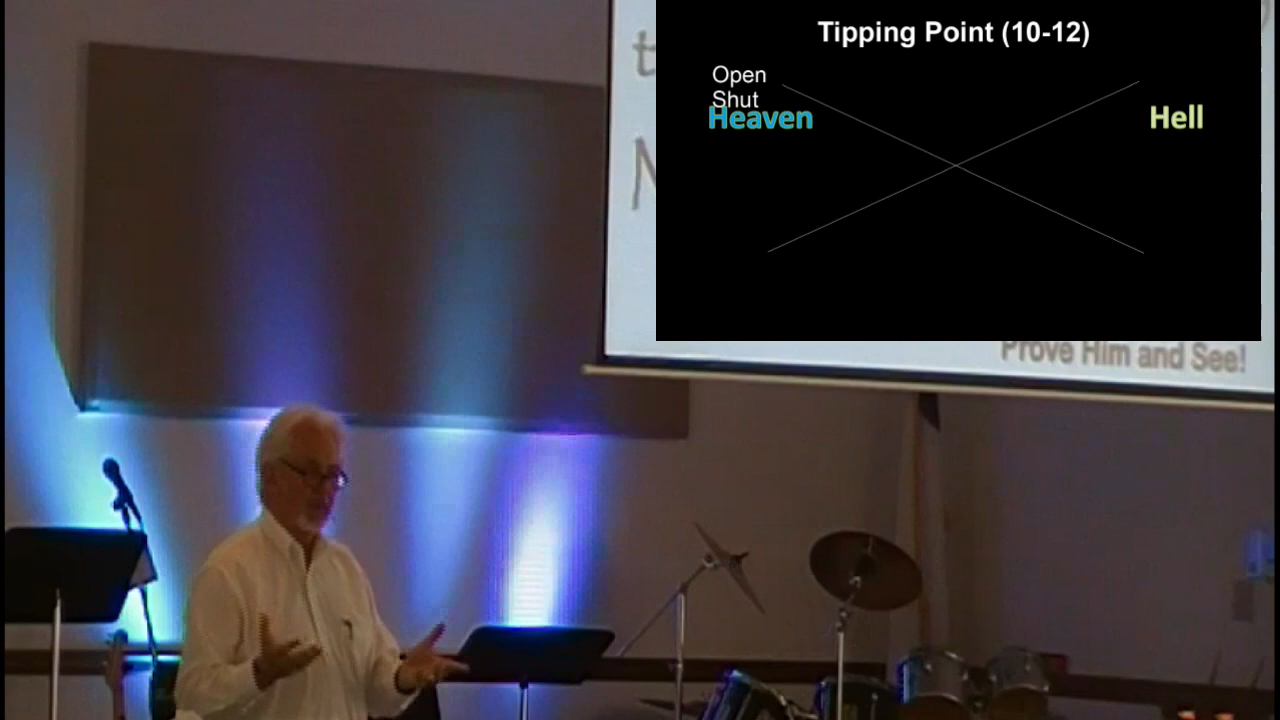 Tipping Point (10-12)
Open
Shut
Heaven
Hell
Prove Him and See!